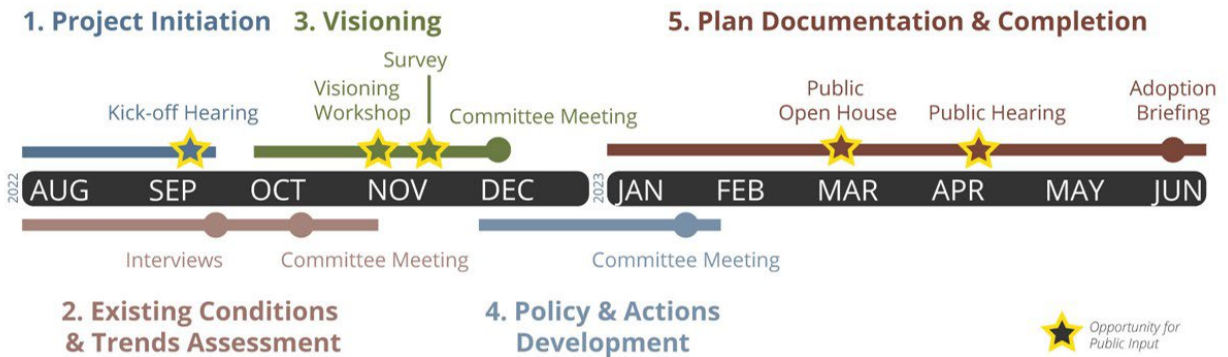 1. Project Initiation
3. Visioning
5. Plan Documentation & Completion
Survey
Kick-off Hearing
Visioning
Workshop
Committee Meeting
Public
Open House
Public Hearing
Adoption
Briefing
2022
AUG SEP OCT NOV DEC
2023
JAN FEB MAR APR MAY JUN
Interviews
Committee Meeting
Committee Meeting
2. Existing Conditions
& Trends Assessment
4. Policy & Actions
Development
Opportunity for
Public Input